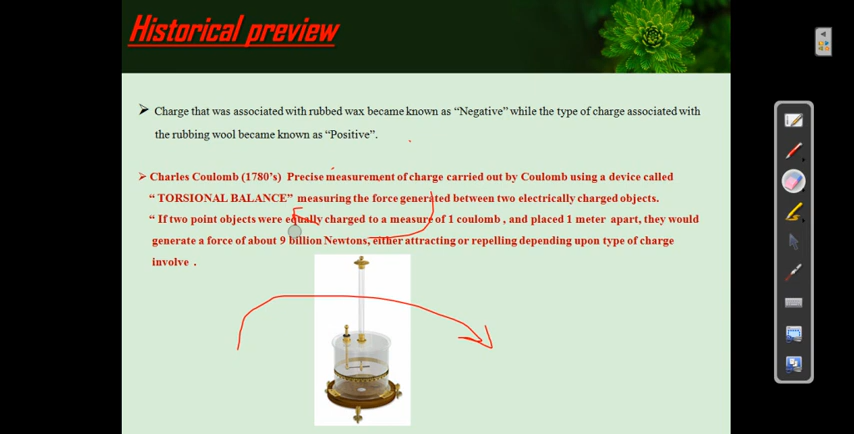 Historical preview
➢ Charge that was associated with rubbed wax became known as “Negative” while the type of charge associated with
the rubbing wool became known as “Positive”.
➢ Charles Coulomb (1780’s) Precise measurement of charge carried out by Coulomb using a device called
“ TORSIONAL BALANCE” measuring the force generated between two electrically charged objects.
“ If two point objects were equally charged to a measure of 1 coulomb , and placed 1 meter apart, they would
generate a force of about 9 billion Newtons, either attracting or repelling depending upon type of charge
involve .